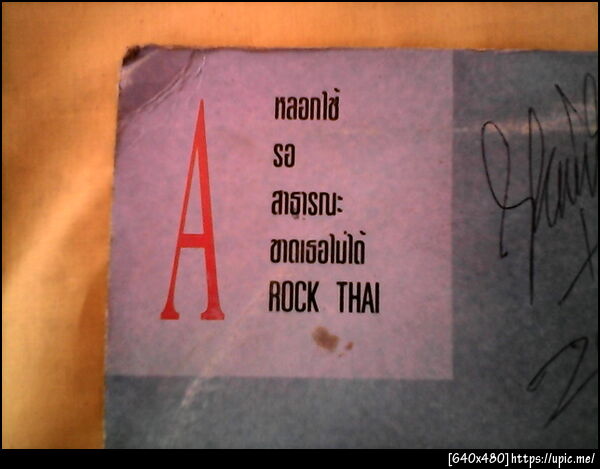 A
หลอกใช้
รอ
สาธารณะ
ขาดเธอไม่ได้
ROCK THAI
[640x480]https://upic.me/